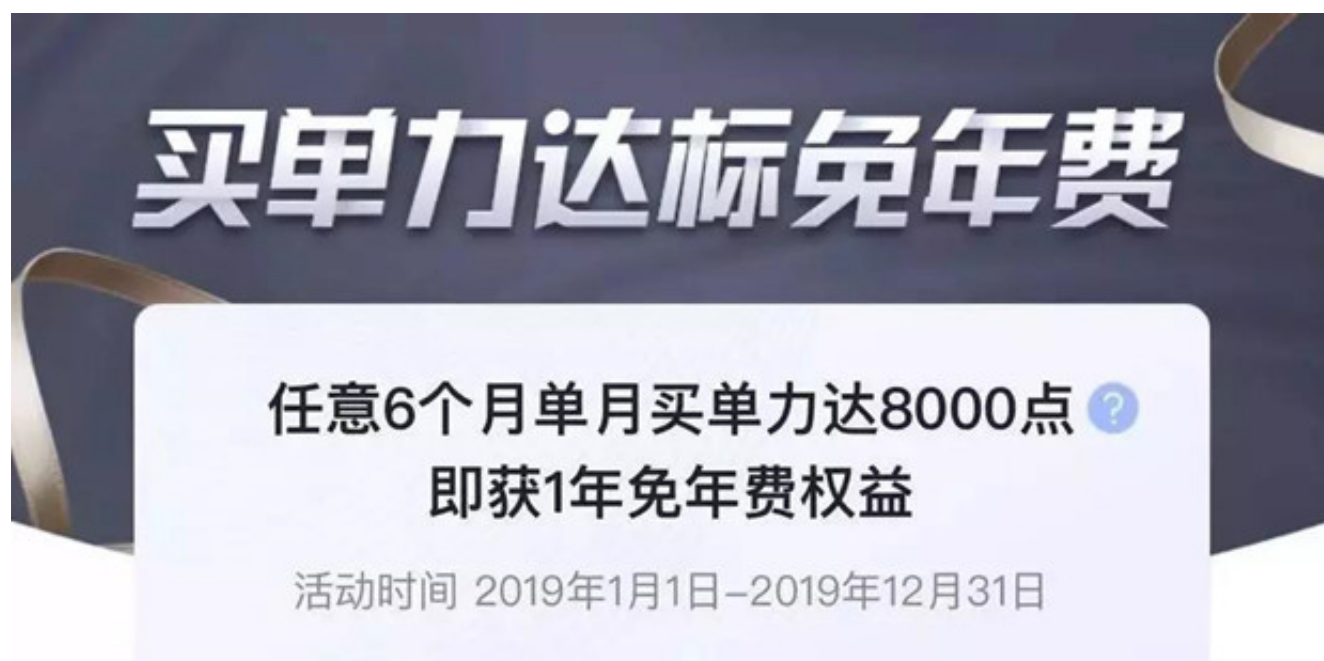 买单力达标免年费
任意6个月单月买单力达8000点 ?
即获1年免年费权益
活动时间 2019年1月1日–2019年12月31日